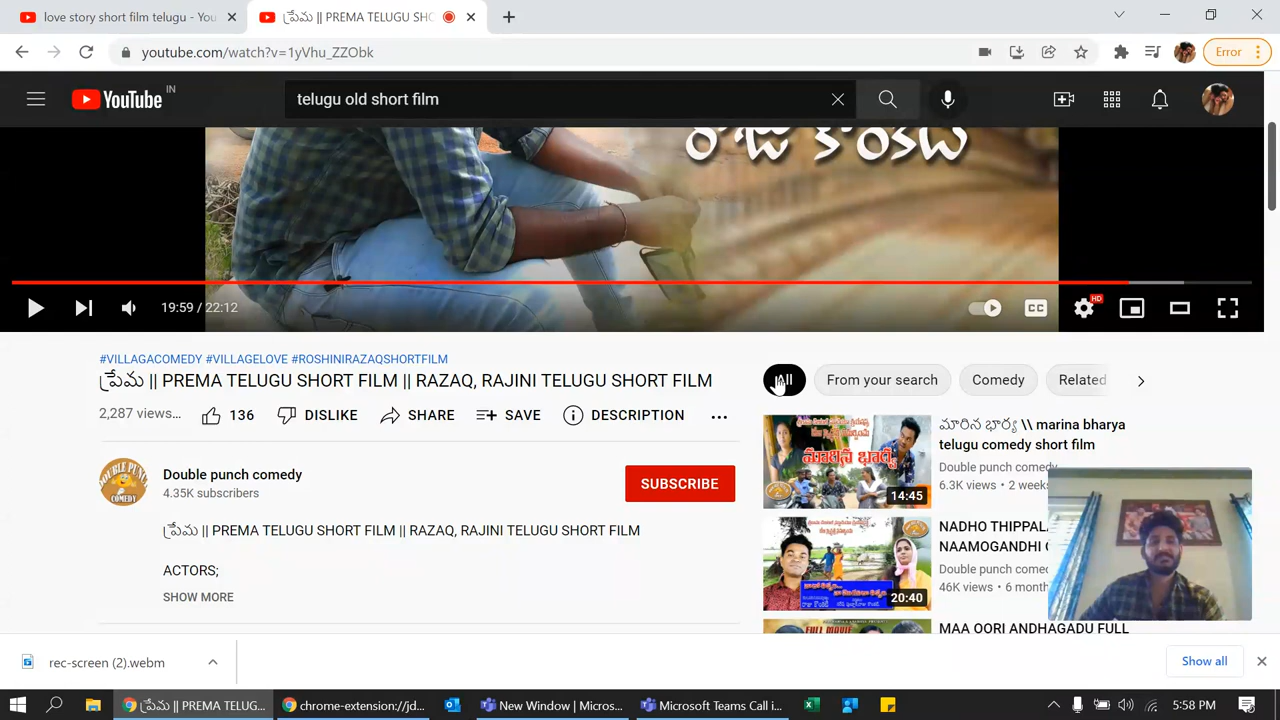 love story short film telugu - You
ప్రేమ || PREMA TELUGU SHO
youtube.com/watch?v=1yVhu_ZZObk
Error
YouTube IN
telugu old short film
19:59 / 22:12
CC
HD
#VILLAGACOMEDY #VILLAGELOVE #ROSHINIRAZAQSHORTFILM
ప్రేమ || PREMA TELUGU SHORT FILM || RAZAQ, RAJINI TELUGU SHORT FILM
2,287 views...
136
DISLIKE
SHARE
SAVE
DESCRIPTION
Double punch comedy
4.35K subscribers
SUBSCRIBE
ప్రేమ || PREMA TELUGU SHORT FILM || RAZAQ, RAJINI TELUGU SHORT FILM
ACTORS;
SHOW MORE
All
From your search
Comedy
Related
మారిన భార్య \\ marina bharya
telugu comedy short film
Double punch comedy
6.3K views • 2 weeks
మారిన భార్య
14:45
NADHO THIPPAL
NAAMOGANDHI
Double punch comed
46K views • 6 month
20:40
MAA OORI ANDHAGADU FULL
FULL MOVIE
rec-screen (2).webm
Show all
ప్రేమ || PREMA TELUG...
chrome-extension://jd...
New Window | Micros...
Microsoft Teams Call i...
5:58 PM